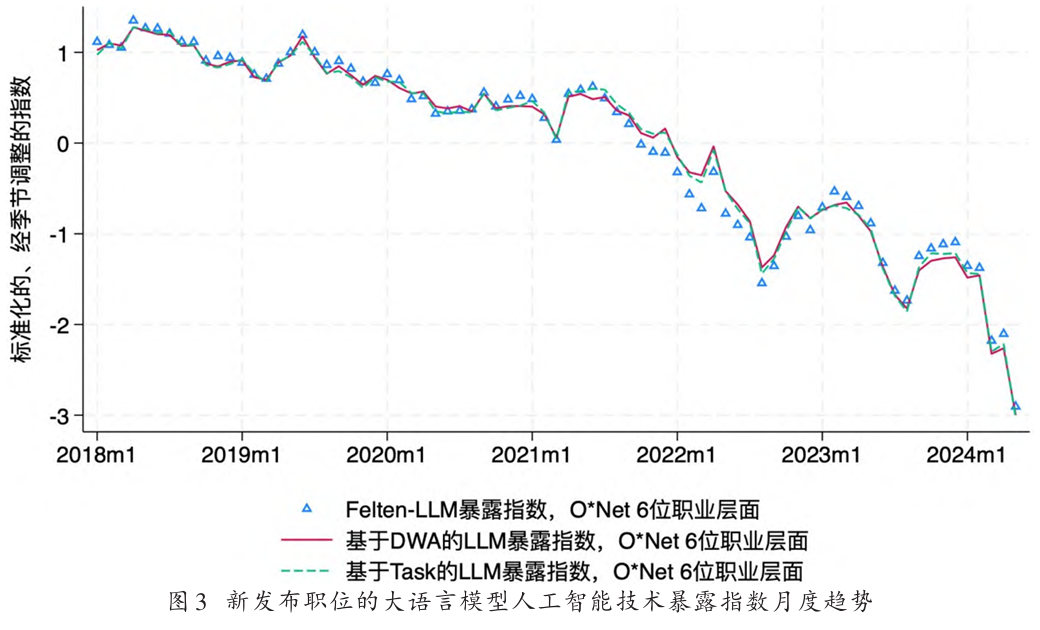 标准化的、经季节调整的指数
1
0
-1
-2
-3
2018m1 2019m1 2020m1 2021m1 2022m1 2023m1 2024m1
Felten-LLM暴露指数，O*Net 6位职业层面
基于DWA的LLM暴露指数，O*Net 6位职业层面
基于Task的LLM暴露指数，O*Net 6位职业层面
图3 新发布职位的大语言模型人工智能技术暴露指数月度趋势